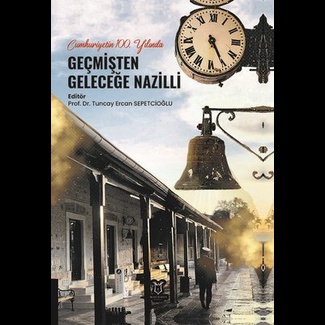 Cumhuriyetin 100. Yılında
GEÇMİŞTEN
GELECEĞE NAZİLLİ
Editör
Prof. Dr. Tuncay Ercan SEPETCİOĞLU